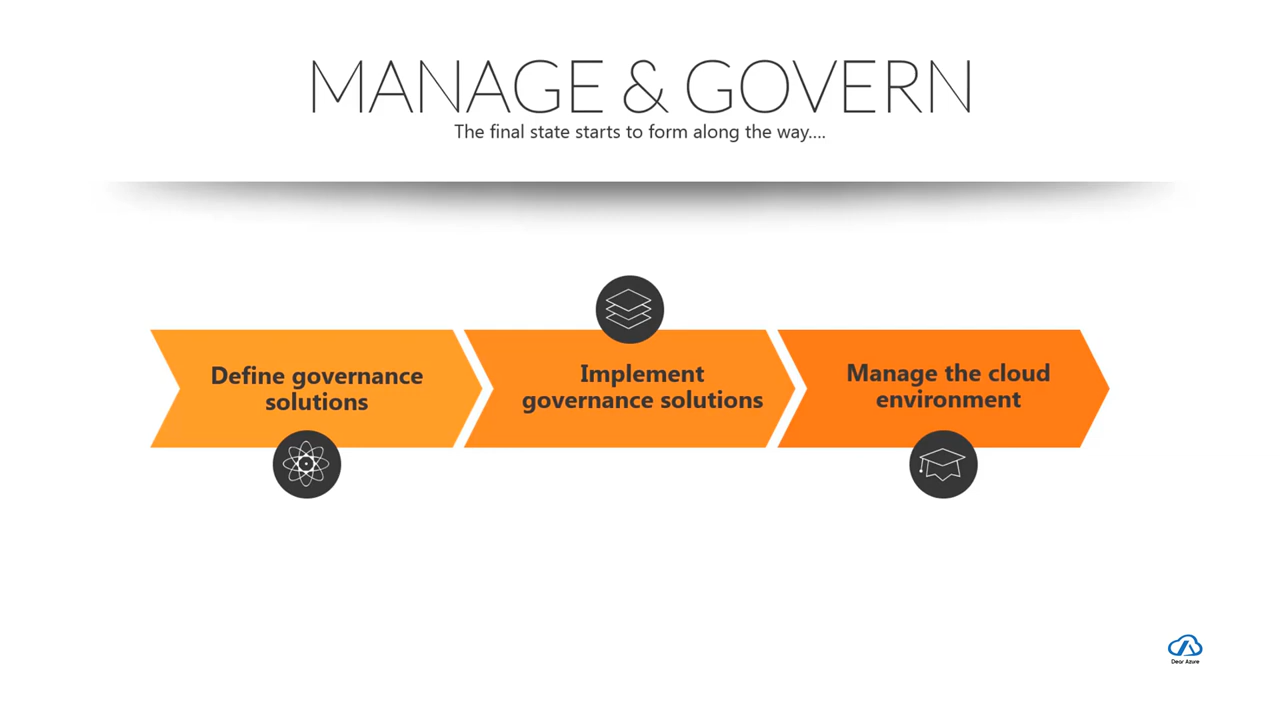 MANAGE & GOVERN
The final state starts to form along the way....
Define governance
solutions
Implement
governance solutions
Manage the cloud
environment
Dear Azure